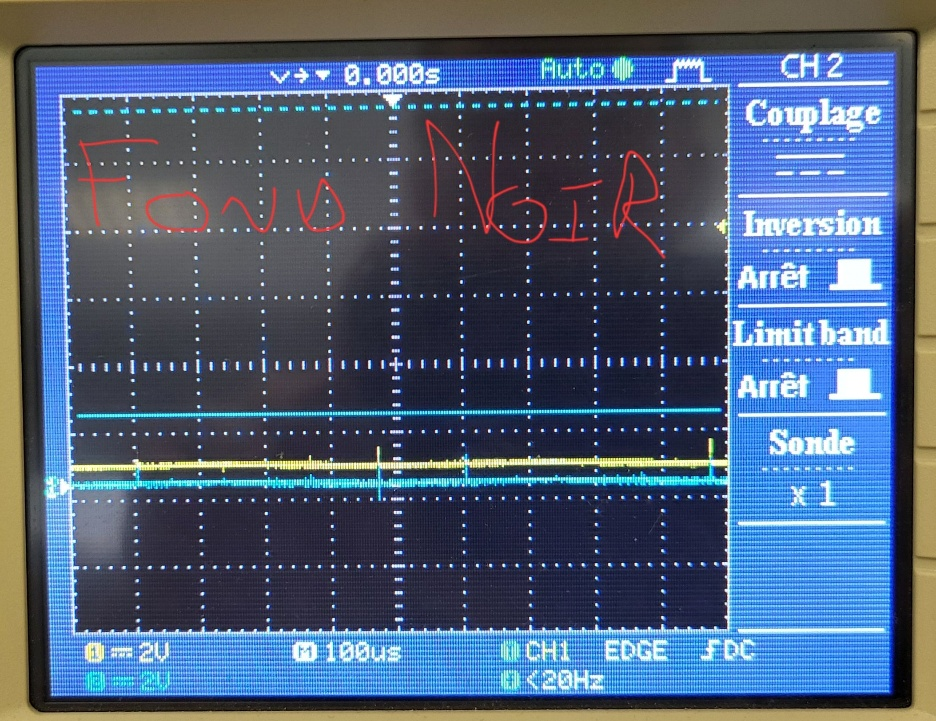 0.000s Auto CH 2
Couplage
FOND NOIR
Inversion
Arrêt
Limit band
Arrêt
Sonde
x 1
1 2V M 100us CH1 EDGE DC
2V <20Hz